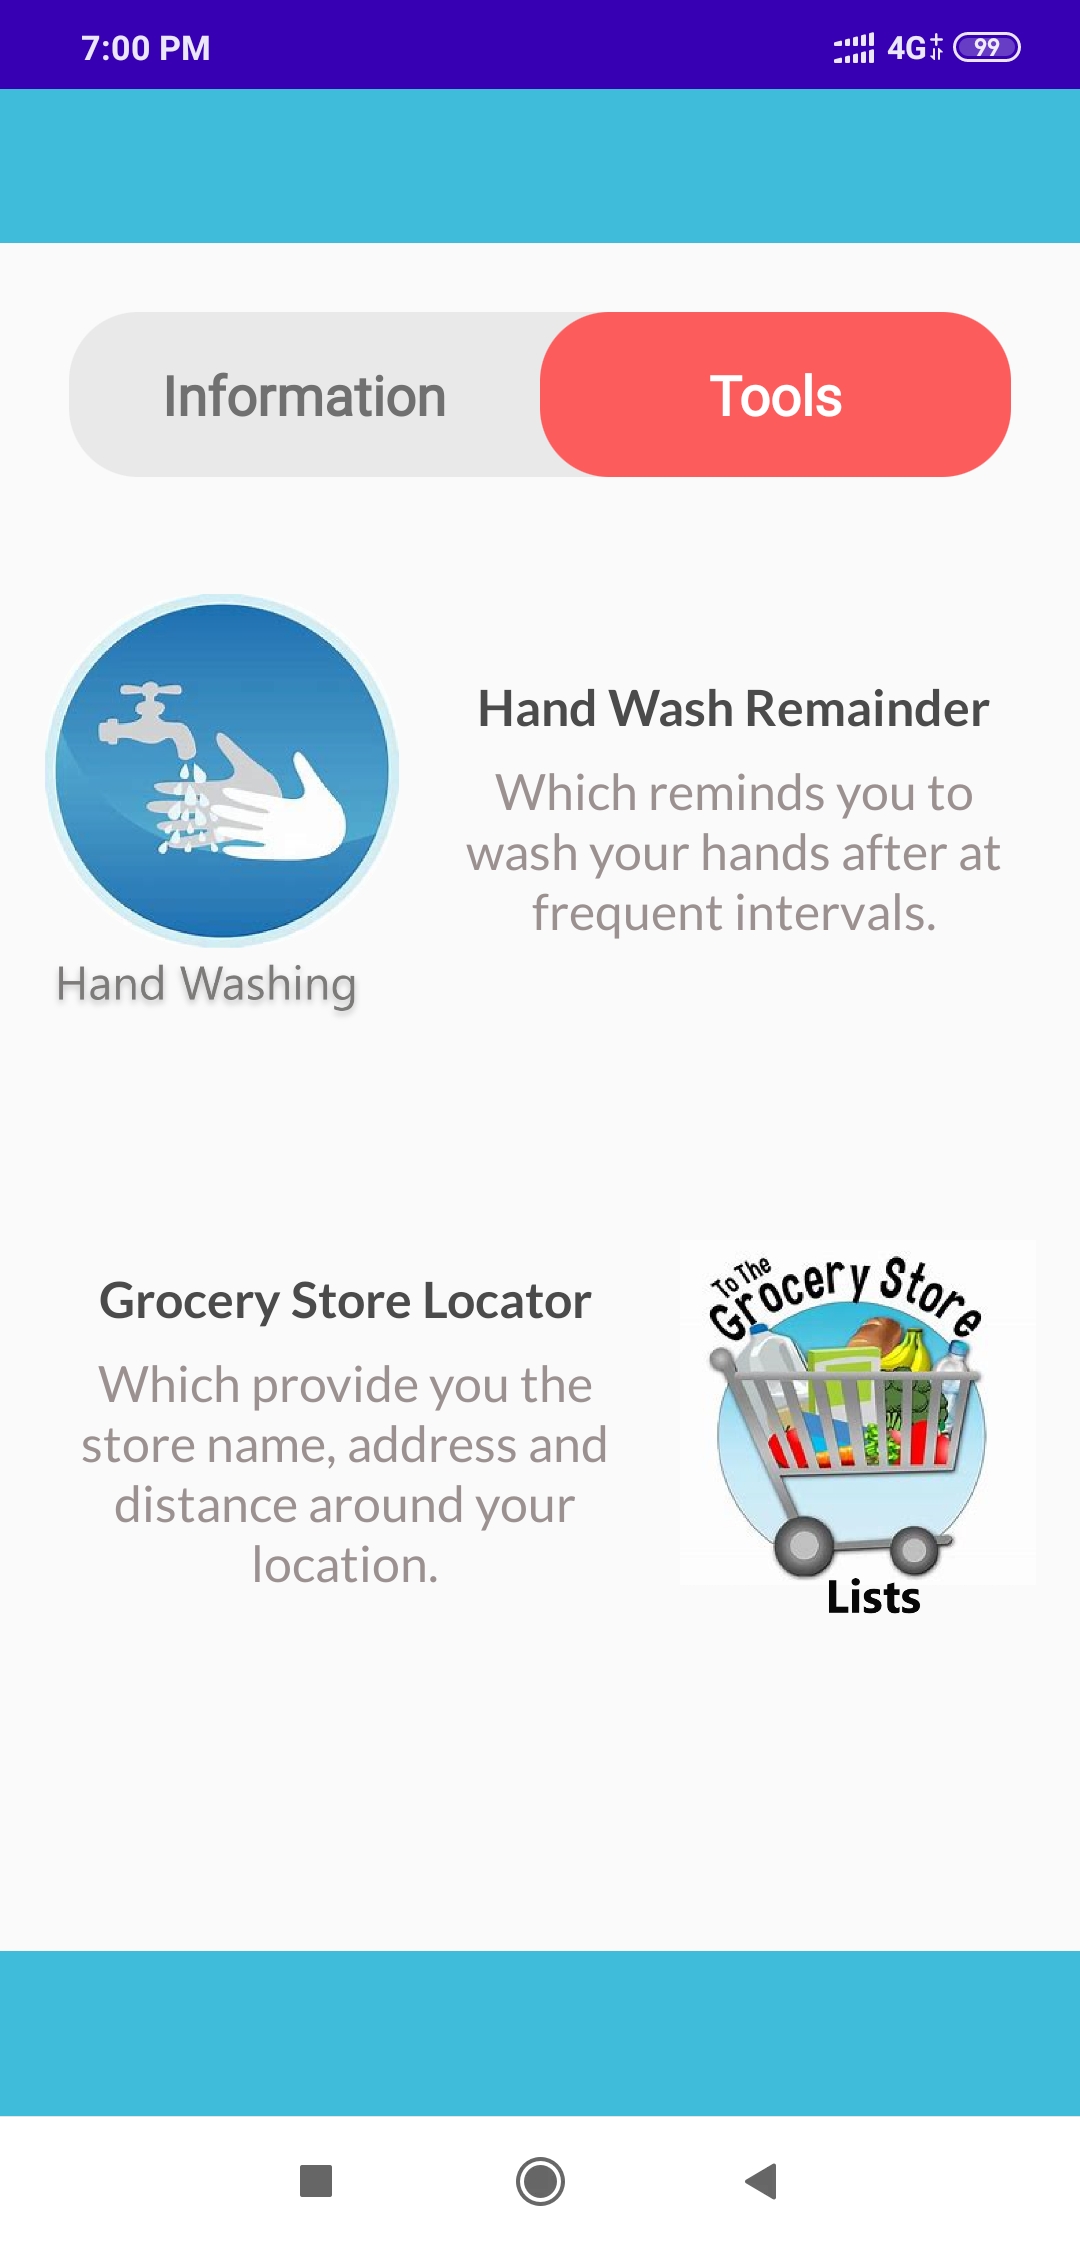 7:00 PM 4G 99
Information Tools
Hand Wash Remainder
Which reminds you to
wash your hands after at
frequent intervals.
Hand Washing
To The
Grocery Store
Grocery Store Locator
Which provide you the
store name, address and
distance around your
location.
Lists